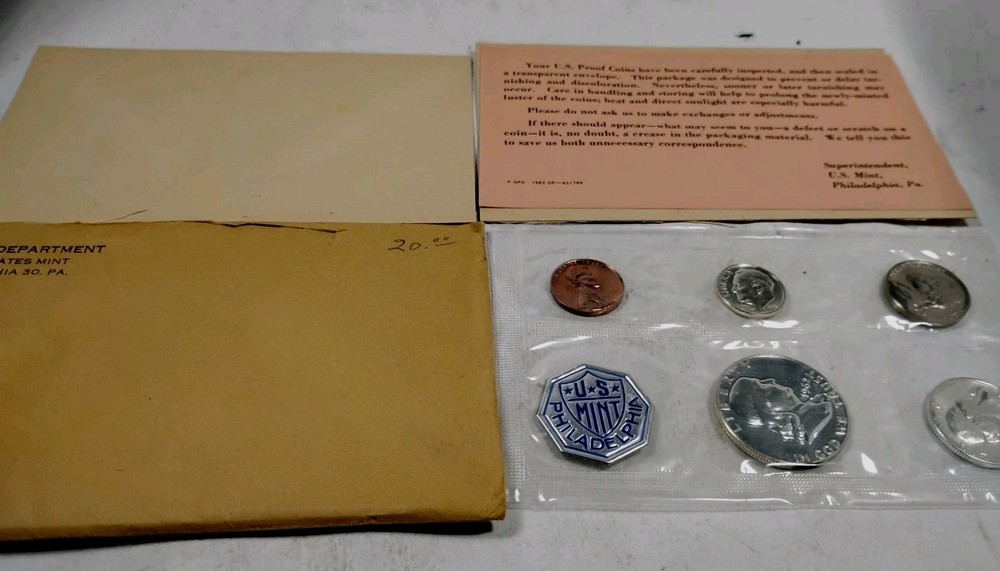 Your U.S. Proof Coins have been carefully inspected, and then sealed in
a transparent envelope. This package was designed to prevent or delay tar-
nishing and discoloration. Nevertheless, sooner or later tarnishing may
occur. Care in handling and storing will help to prolong the newly-minted
luster of the coins; heat and direct sunlight are especially harmful.
Please do not ask us to make exchanges or adjustments.
If there should appear—what may seem to you—a defect or scratch on a
coin—it is, no doubt, a crease in the packaging material. We tell you this
to save us both unnecessary correspondence.
Superintendent,
U.S. Mint,
Philadelphia, Pa.
DEPARTMENT
ATES MINT
HIA 30, PA.
20.00
U★S
MINT
PHILADELPHIA
LIBERTY